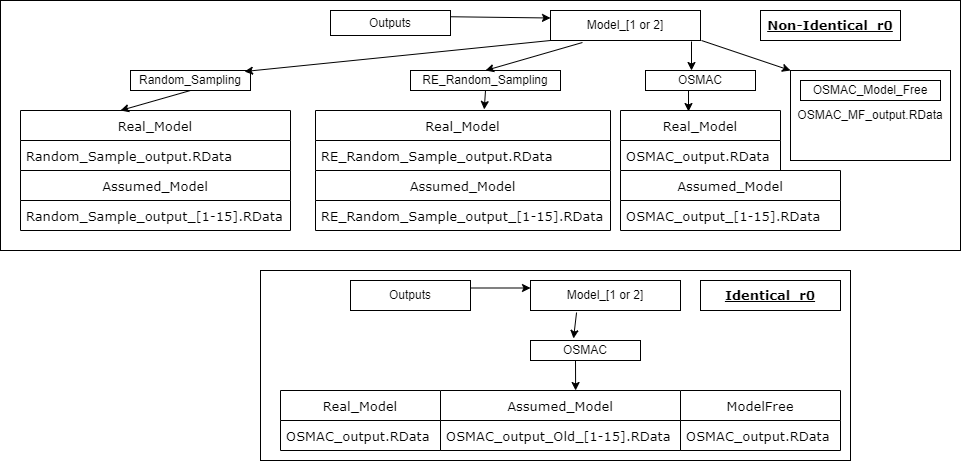 Outputs
Model_[1 or 2]
Non-Identical_r0
Random_Sampling
RE_Random_Sampling
OSMAC
OSMAC_Model_Free
OSMAC_MF_output.RData
Real_Model
Random_Sample_output.RData
Assumed_Model
Random_Sample_output_[1-15].RData
Real_Model
RE_Random_Sample_output.RData
Assumed_Model
RE_Random_Sample_output_[1-15].RData
Real_Model
OSMAC_output.RData
Assumed_Model
OSMAC_output_[1-15].RData
Outputs
Model_[1 or 2]
Identical_r0
OSMAC
Real_Model
OSMAC_output.RData
Assumed_Model
OSMAC_output_Old_[1-15].RData
ModelFree
OSMAC_output.RData